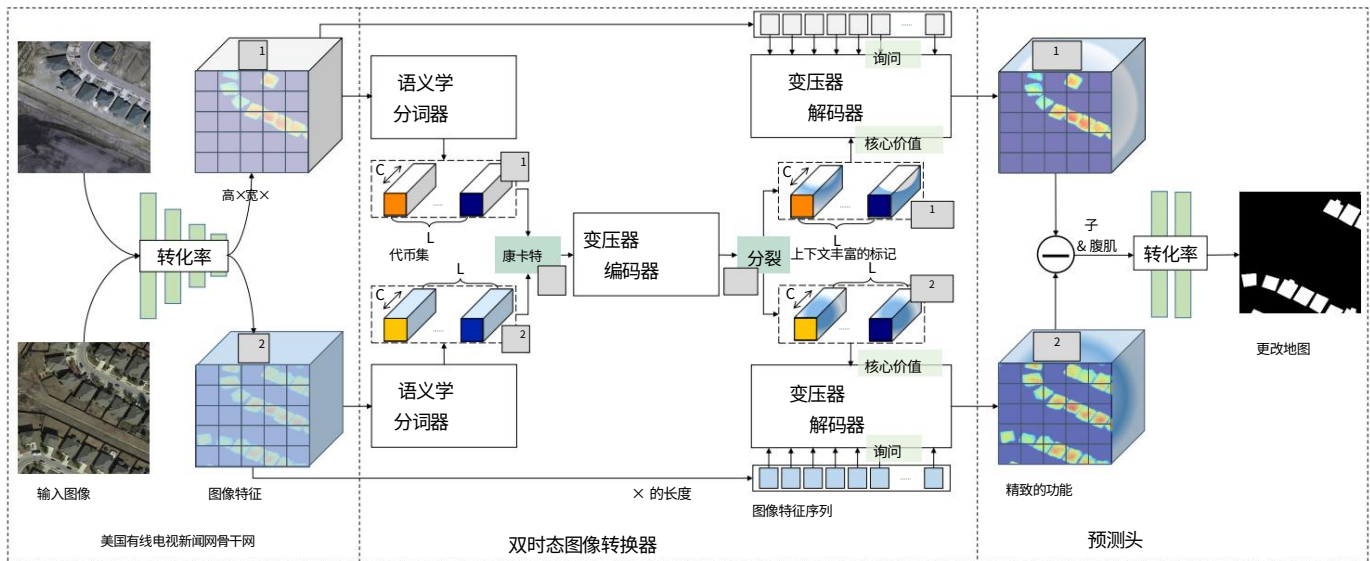 1
语义学
分词器
1
C
.....
L
代币集
高×宽×
转化率
康卡特
变压器
编码器
L
C
.....
2
2
语义学
分词器
输入图像
图像特征
美国有线电视新闻网骨干网
.....
询问
变压器
解码器
核心价值
C
.....
1
L
分裂
上下文丰富的标记
L
C
.....
2
核心价值
变压器
解码器
询问
.....
× 的长度
图像特征序列
双时态图像转换器
1
子
& 腹肌
转化率
更改地图
2
精致的功能
预测头